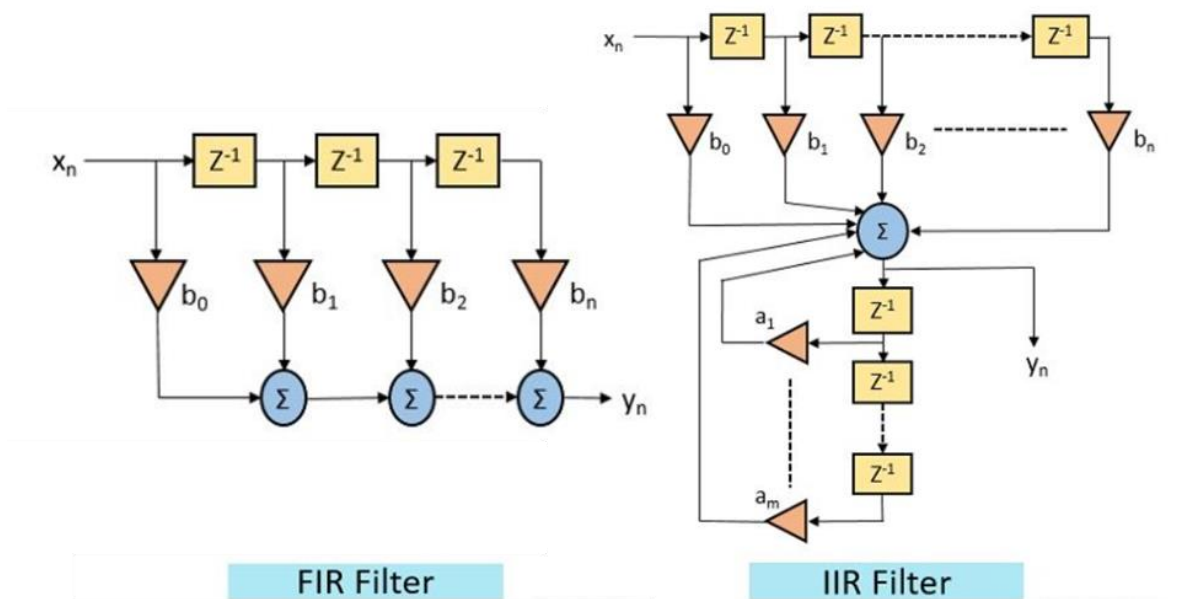 xₙ
Z⁻¹ Z⁻¹ Z⁻¹
b₀ b₁ b₂ bₙ
Σ Σ Σ yₙ
FIR Filter
xₙ Z⁻¹ Z⁻¹ Z⁻¹
b₀ b₁ b₂ bₙ
Σ
Z⁻¹
a₁
yₙ
Z⁻¹
Z⁻¹
aₘ
IIR Filter